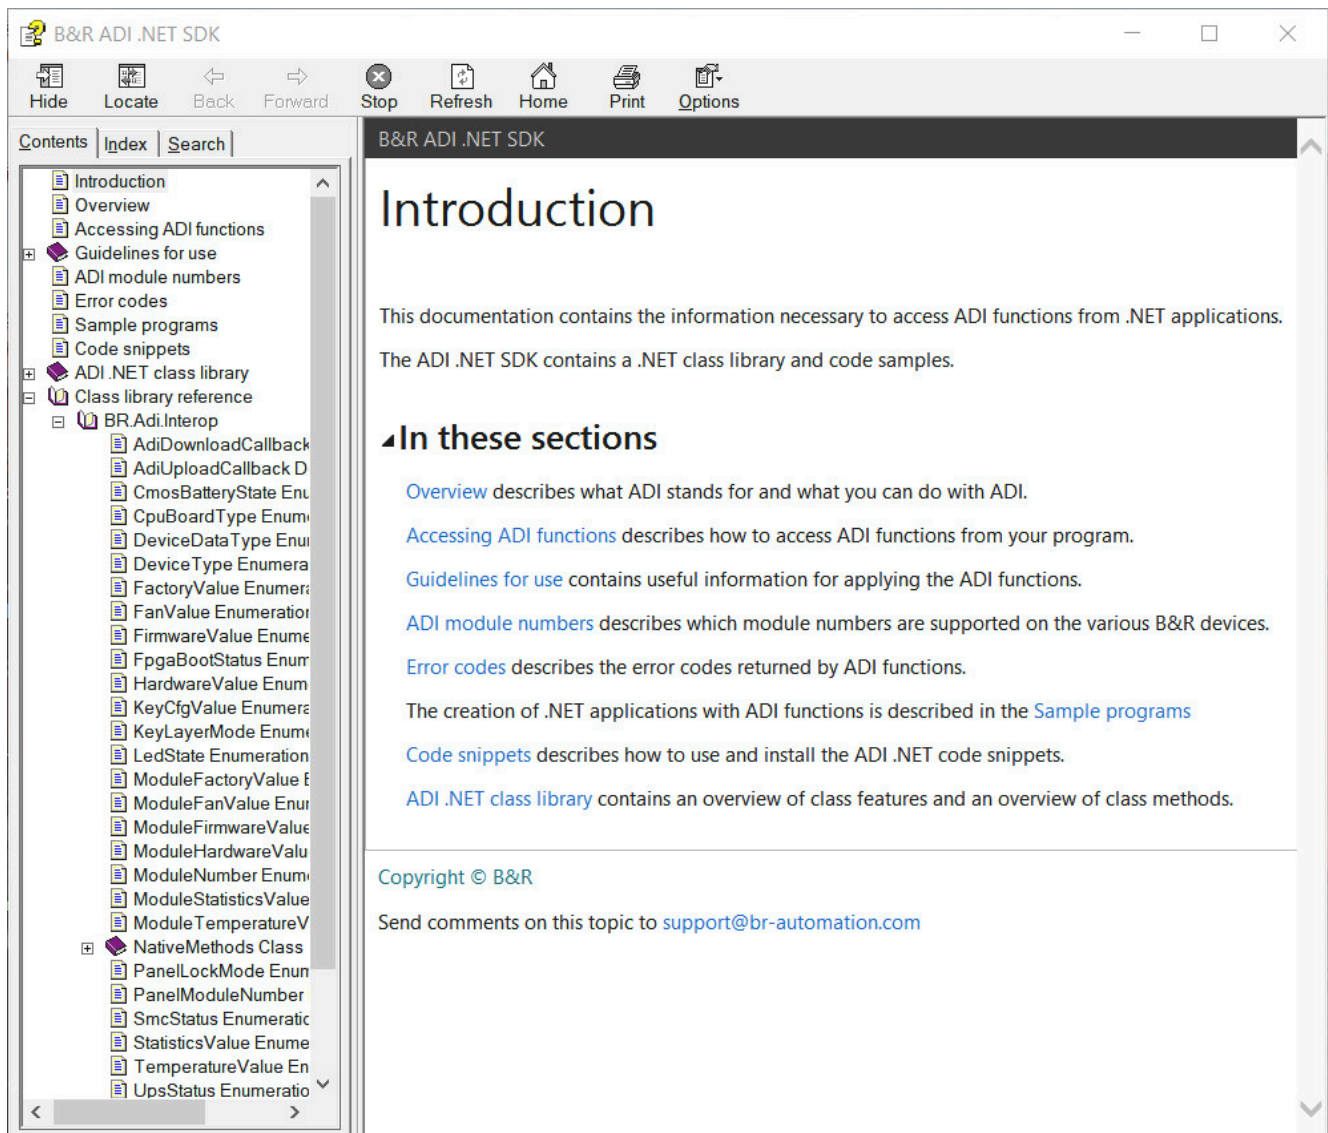 B&R ADI .NET SDK
Hide Locate Back Forward Stop Refresh Home Print Options
Contents Index Search
Introduction
Overview
Accessing ADI functions
Guidelines for use
ADI module numbers
Error codes
Sample programs
Code snippets
ADI .NET class library
Class library reference
BR.Adi.Interop
AdiDownloadCallback
AdiUploadCallback D
CmosBatteryState Enu
CpuBoardType Enum
DeviceDataType Enu
DeviceType Enumera
FactoryValue Enumer
FanValue Enumeration
FirmwareValue Enume
FpgaBootStatus Enum
HardwareValue Enum
KeyCfgValue Enumera
KeyLayerMode Enum
LedState Enumeration
ModuleFactoryValue E
ModuleFanValue Enu
ModuleFirmwareValue
ModuleHardwareValu
ModuleNumber Enum
ModuleStatisticsValue
ModuleTemperatureV
NativeMethods Class
PanelLockMode Enum
PanelModuleNumber
SmcStatus Enumeratio
StatisticsValue Enume
TemperatureValue En
UpsStatus Enumeratio
B&R ADI .NET SDK
Introduction
This documentation contains the information necessary to access ADI functions from .NET applications.
The ADI .NET SDK contains a .NET class library and code samples.
In these sections
Overview describes what ADI stands for and what you can do with ADI.
Accessing ADI functions describes how to access ADI functions from your program.
Guidelines for use contains useful information for applying the ADI functions.
ADI module numbers describes which module numbers are supported on the various B&R devices.
Error codes describes the error codes returned by ADI functions.
The creation of .NET applications with ADI functions is described in the Sample programs
Code snippets describes how to use and install the ADI .NET code snippets.
ADI .NET class library contains an overview of class features and an overview of class methods.
Copyright © B&R
Send comments on this topic to support@br-automation.com